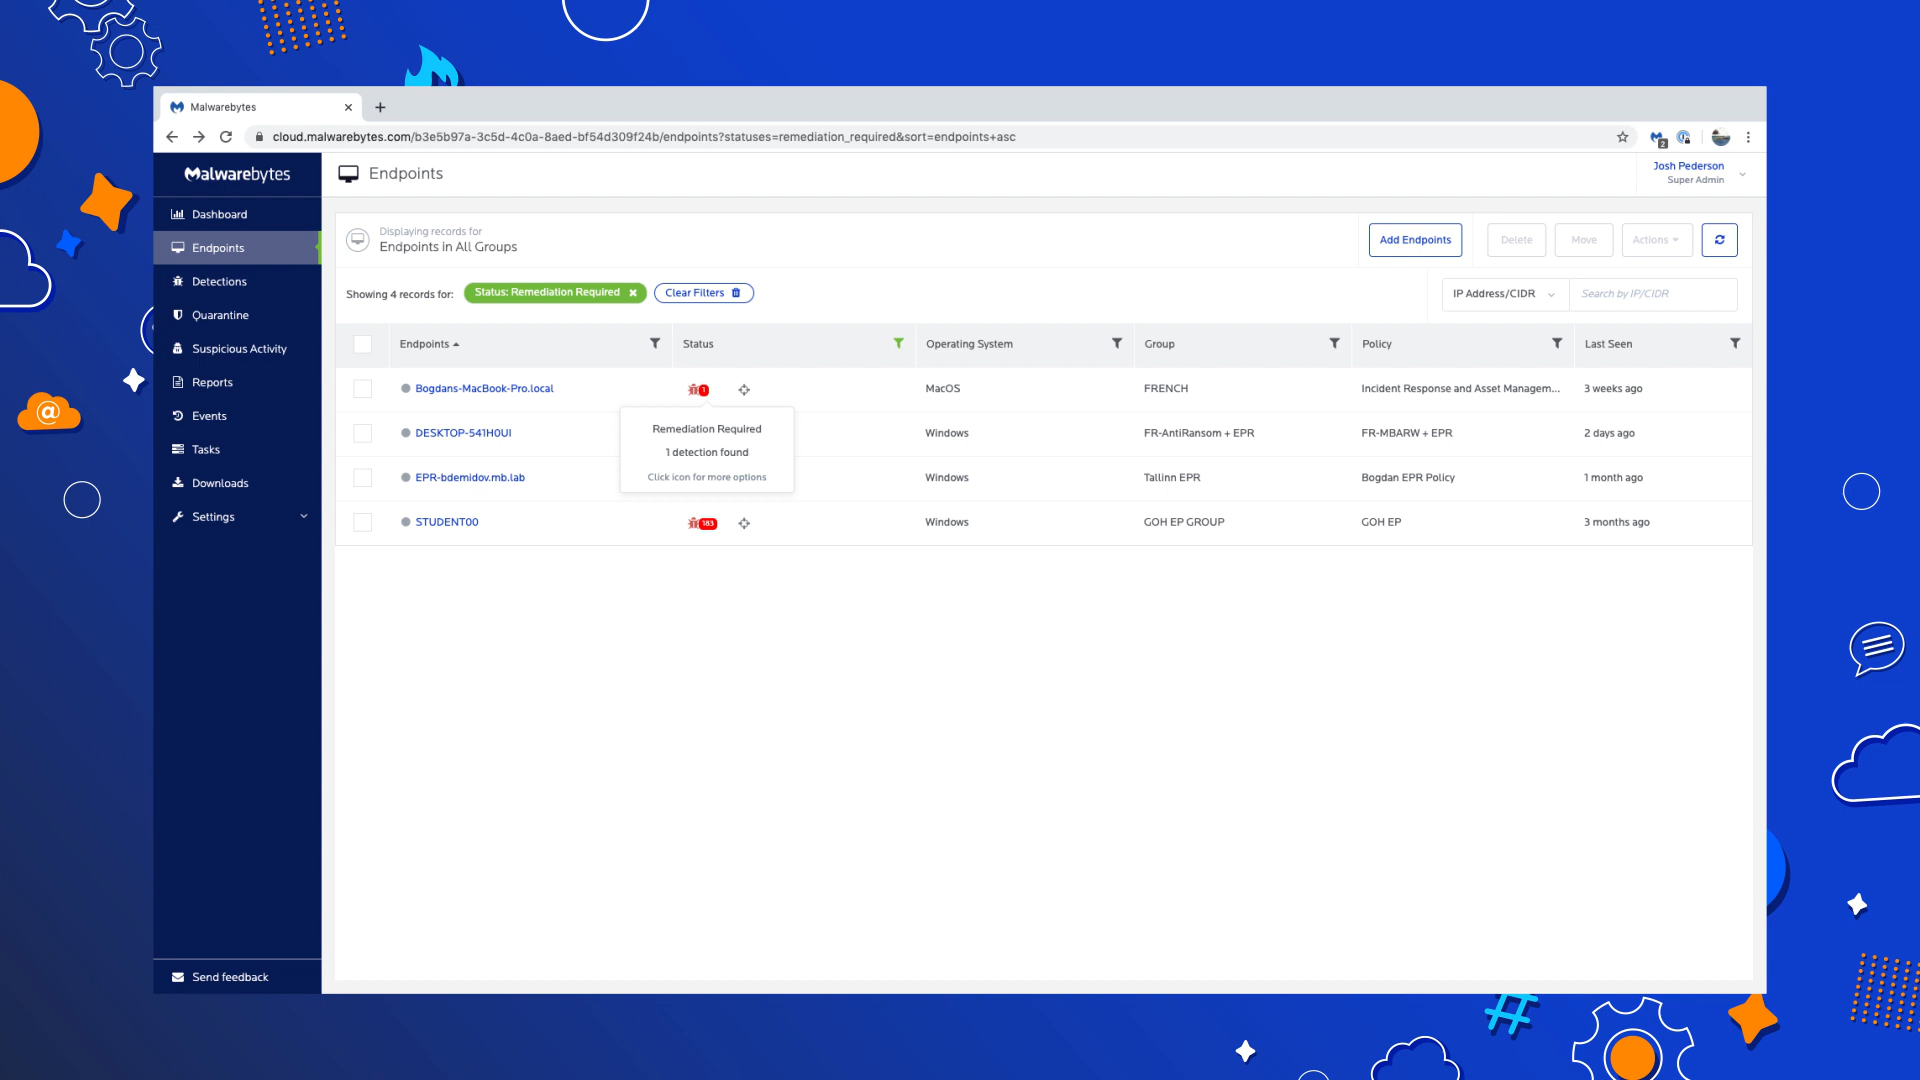 Malwarebytes
cloud.malwarebytes.com/b3e5b97a-3c5d-4c0a-8aed-bf54d309f24b/endpoints?statuses=remediation_required&sort=endpoints+asc
2
Malwarebytes
Endpoints
Josh Pederson
Super Admin
Dashboard
Endpoints
Detections
Quarantine
Suspicious Activity
Reports
Events
Tasks
Downloads
Settings
Send feedback
Displaying records for
Endpoints in All Groups
Add Endpoints
Delete
Move
Actions
Showing 4 records for:
Status: Remediation Required
Clear Filters
IP Address/CIDR
Search by IP/CIDR
Endpoints Status Operating System Group Policy Last Seen
Bogdans-MacBook-Pro.local 1 MacOS FRENCH Incident Response and Asset Managem... 3 weeks ago
DESKTOP-541H0UI Windows FR-AntiRansom + EPR FR-MBARW + EPR 2 days ago
EPR-bdemidov.mb.lab Windows Tallinn EPR Bogdan EPR Policy 1 month ago
STUDENT00 183 Windows GOH EP GROUP GOH EP 3 months ago
Remediation Required
1 detection found
Click icon for more options
@
#